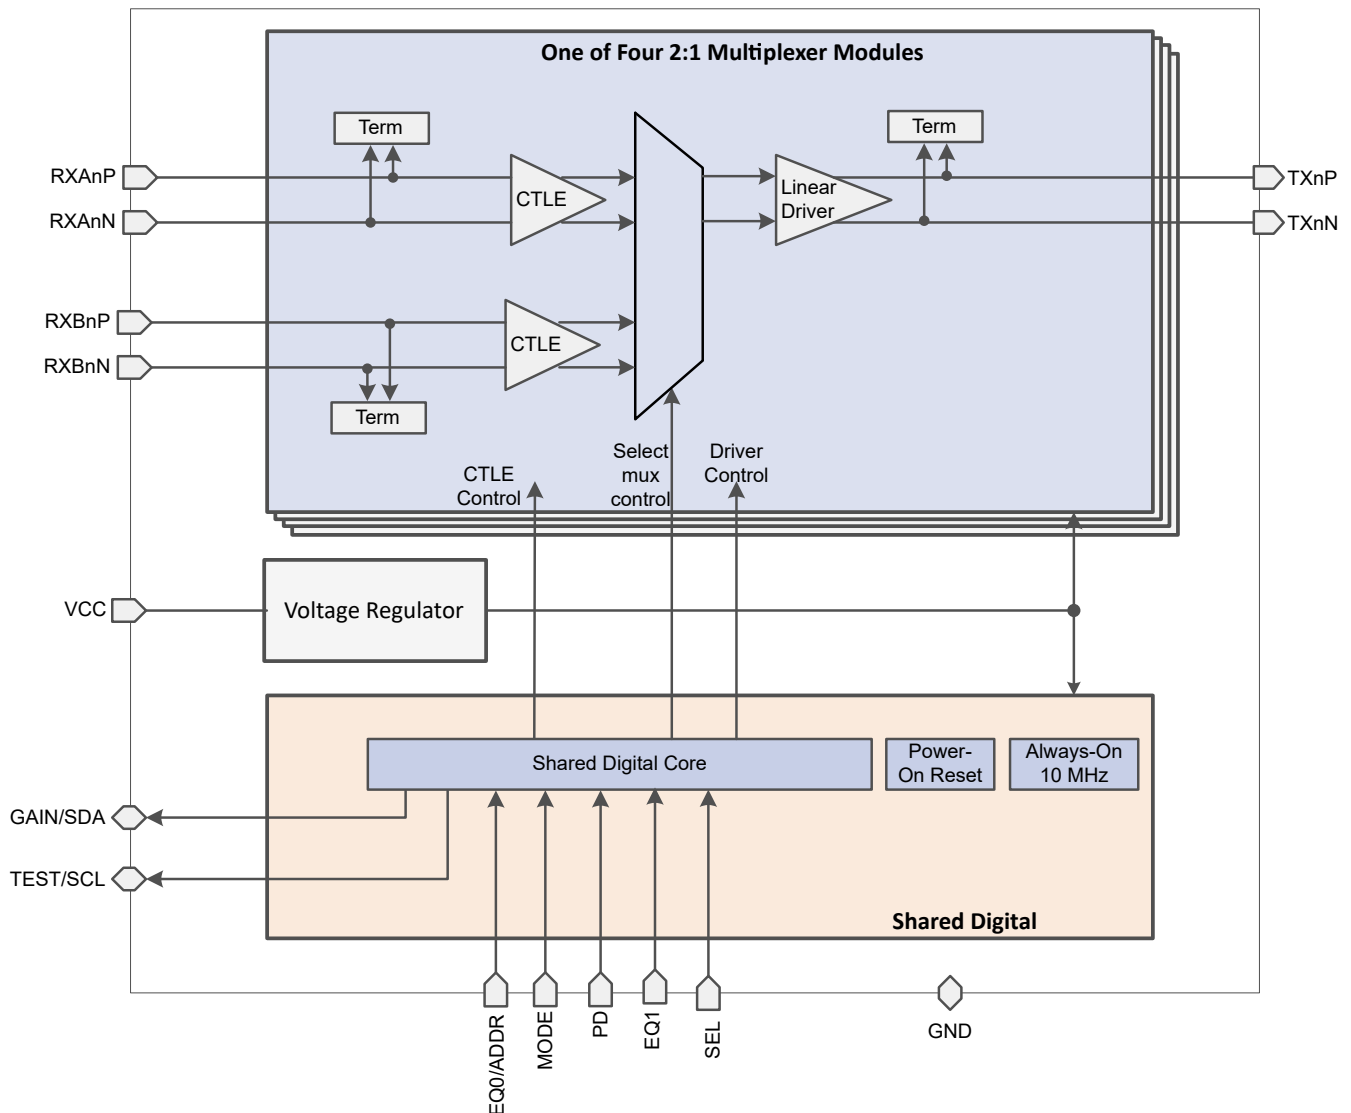 One of Four 2:1 Multiplexer Modules
Term
Term
RXAnP
CTLE
Linear
Driver
TXnP
RXAnN
TXnN
RXBnP
CTLE
RXBnN
Term
CTLE
Control
Select
mux
control
Driver
Control
VCC
Voltage Regulator
Shared Digital Core
Power-
On Reset
Always-On
10 MHz
GAIN/SDA
TEST/SCL
Shared Digital
EQ0/ADDR
MODE
PD
EQ1
SEL
GND